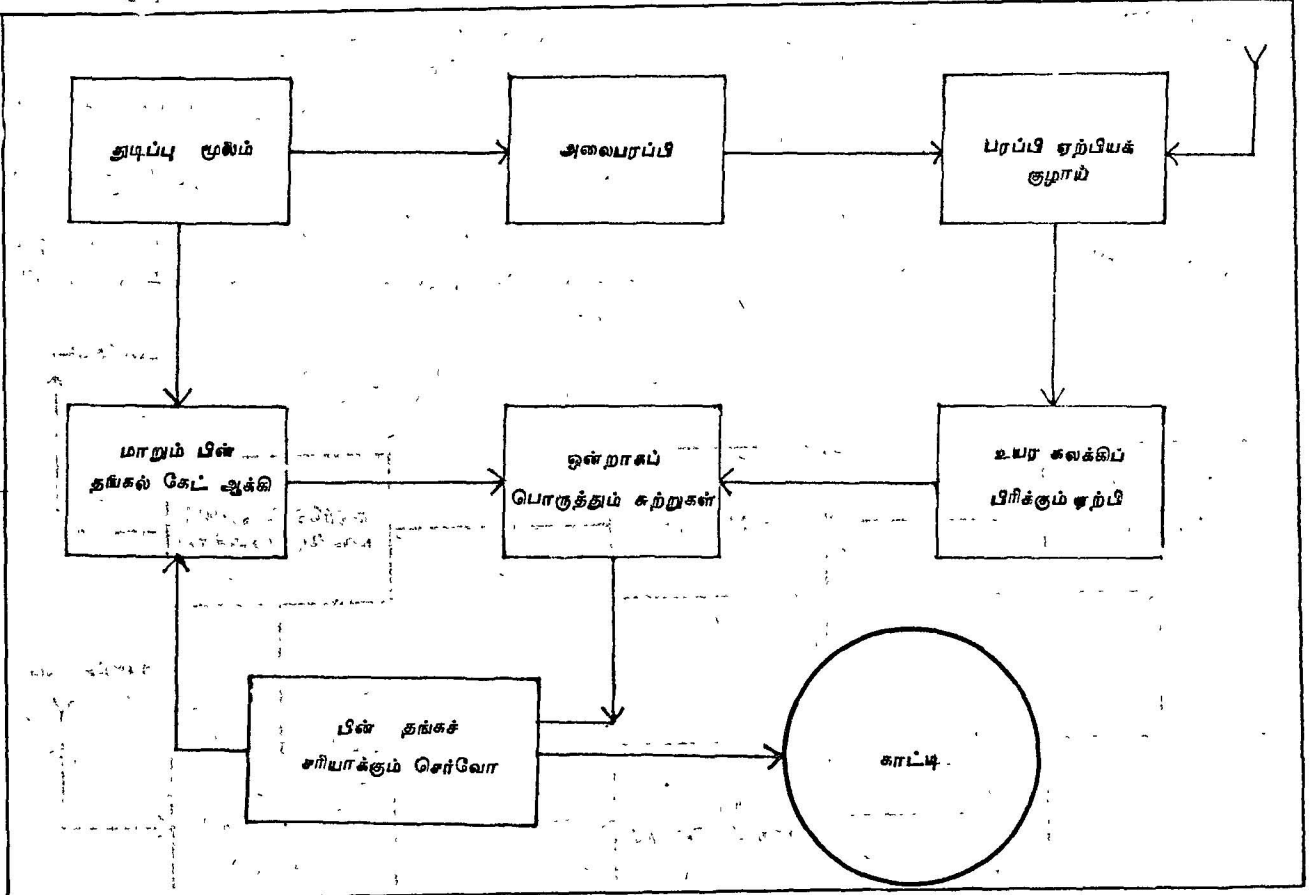 துடிப்பு மூலம்
அலைபரப்பி
பரப்பி ஏற்பியக்
குழாய்
மாறும் பின்
தங்கல் கேட் ஆக்கி
ஒன்றாகப்
பொருத்தும் சுற்றுகள்
உயர கலக்கிப்
பிரிக்கும் ஏற்பி
பின் தங்கச்
சரியாக்கும் செர்வோ
காட்டி